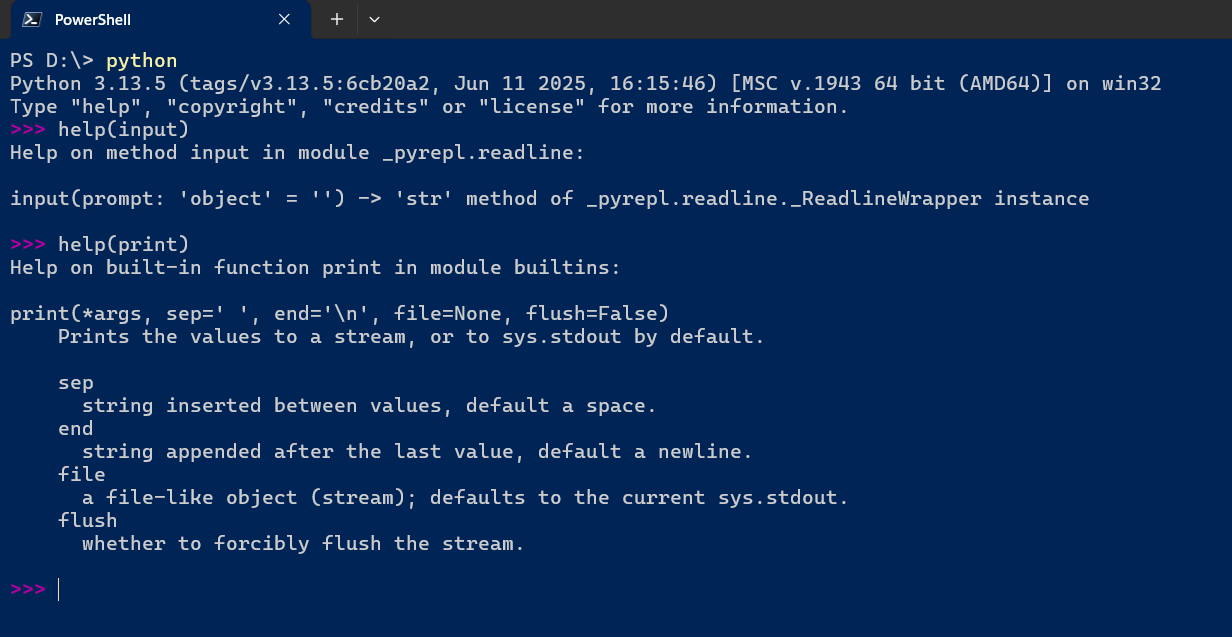 PowerShell
PS D:\> python
Python 3.13.5 (tags/v3.13.5:6cb20a2, Jun 11 2025, 16:15:46) [MSC v.1943 64 bit (AMD64)] on win32
Type "help", "copyright", "credits" or "license" for more information.
>>> help(input)
Help on method input in module _pyrepl.readline:

input(prompt: 'object' = '') -> 'str' method of _pyrepl.readline._ReadlineWrapper instance

>>> help(print)
Help on built-in function print in module builtins:

print(*args, sep=' ', end='\n', file=None, flush=False)
    Prints the values to a stream, or to sys.stdout by default.

    sep
      string inserted between values, default a space.
    end
      string appended after the last value, default a newline.
    file
      a file-like object (stream); defaults to the current sys.stdout.
    flush
      whether to forcibly flush the stream.

>>>